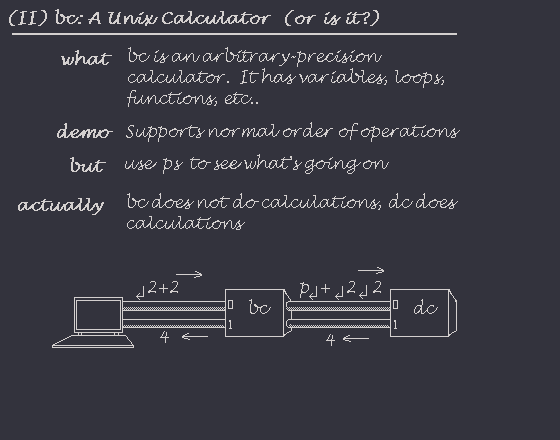 (II) bc: A Unix Calculator (or is it?)
what bc is an arbitrary-precision
calculator. It has variables, loops,
functions, etc..
demo Supports normal order of operations
but use ps to see what's going on
actually bc does not do calculations, dc does
calculations
↲2+2 → p↲+ ↲2↲2 →
0 bc 0 dc
1 1
4 ← 4 ←